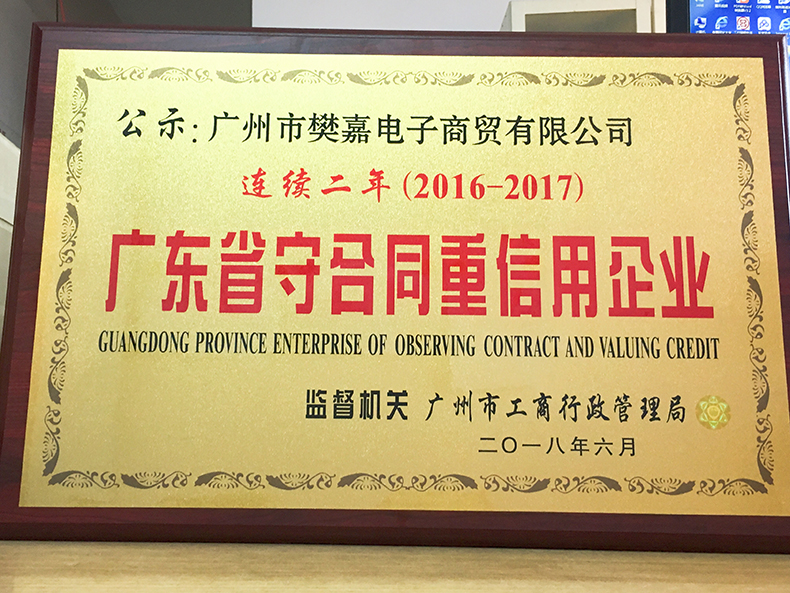 公示:广州市樊嘉电子商贸有限公司
连续二年(2016-2017)
广东省守合同重信用企业
GUANGDONG PROVINCE ENTERPRISE OF OBSERVING CONTRACT AND VALUING CREDIT
监督机关 广州市工商行政管理局
二〇一八年六月